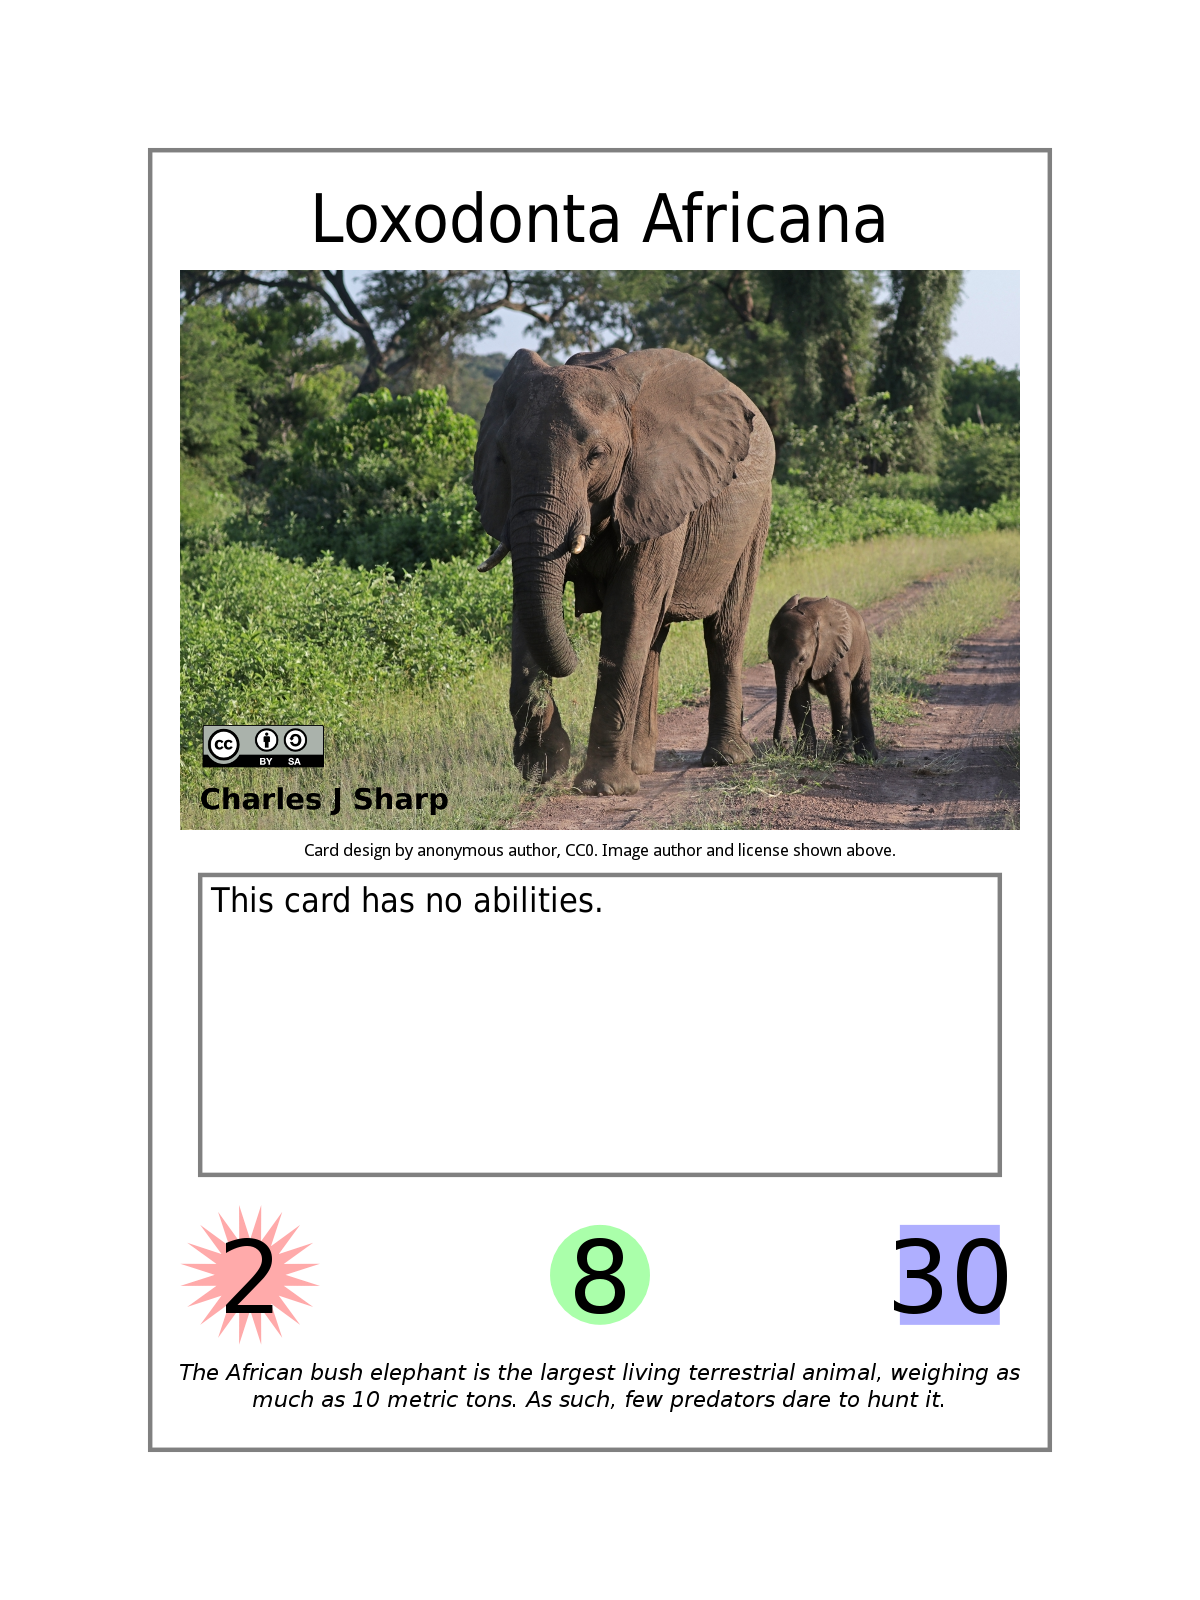 Loxodonta Africana
cc BY SA
Charles J Sharp
Card design by anonymous author, CC0. Image author and license shown above.
This card has no abilities.
2 8 30
The African bush elephant is the largest living terrestrial animal, weighing as
much as 10 metric tons. As such, few predators dare to hunt it.